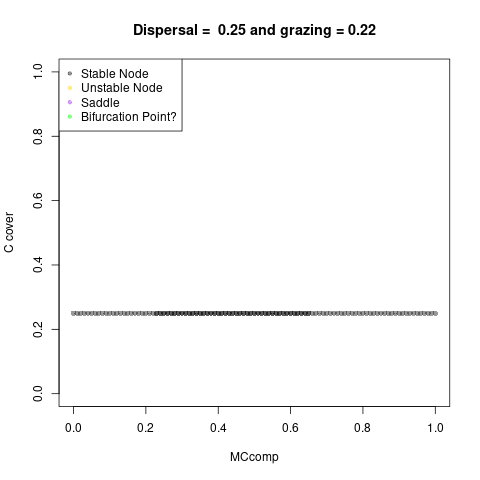 Dispersal =  0.25 and grazing = 0.22
Stable Node
Unstable Node
Saddle
Bifurcation Point?
1.0
0.8
0.6
0.4
0.2
0.0
C cover
0.0 0.2 0.4 0.6 0.8 1.0
MCcomp